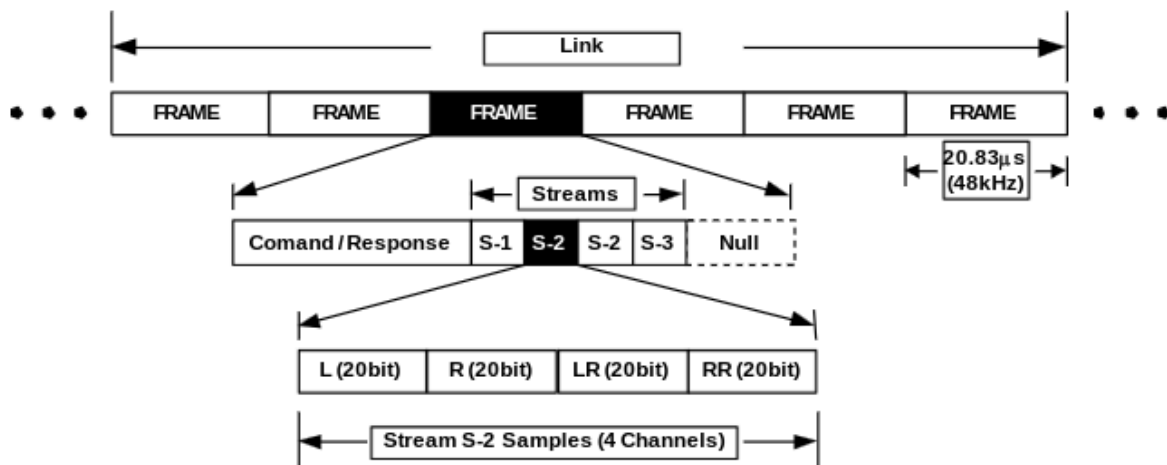 Link
FRAME FRAME FRAME FRAME FRAME FRAME
20.83μs
(48kHz)
Streams
Comand / Response S-1 S-2 S-2 S-3 Null
L (20bit) R (20bit) LR (20bit) RR (20bit)
Stream S-2 Samples (4 Channels)